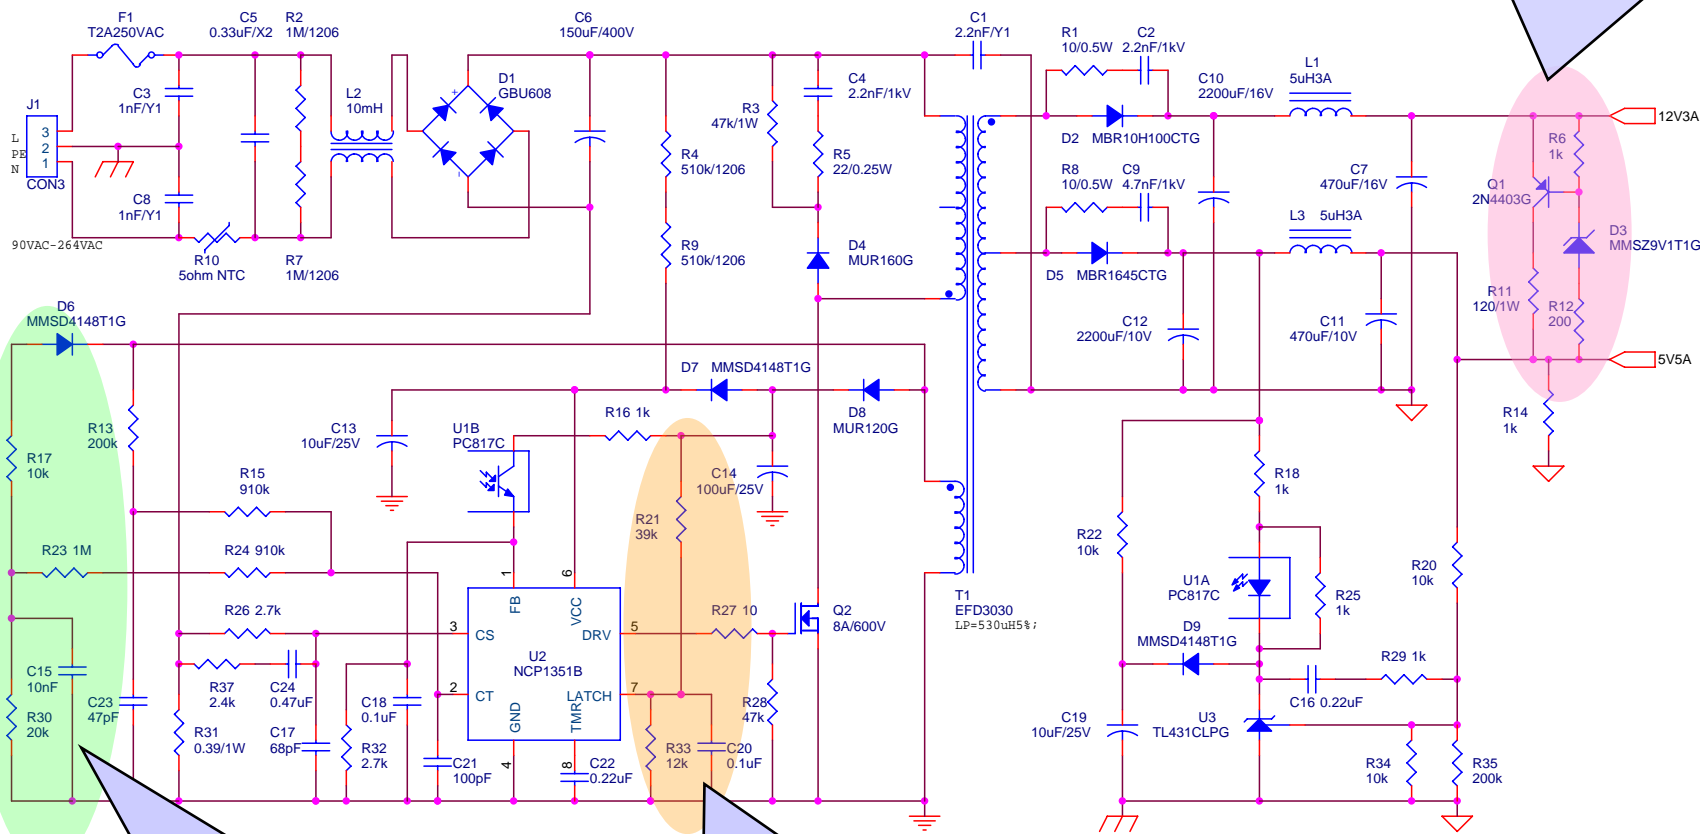 F1
T2A250VAC
C5
0.33uF/X2
R2
1M/1206
C6
150uF/400V
C1
2.2nF/Y1
R1
10/0.5W
C2
2.2nF/1kV
L1
5uH3A
C10
2200uF/16V
J1
C3
1nF/Y1
L2
10mH
D1
GBU608
+
-
R3
47k/1W
C4
2.2nF/1kV
12V3A
L
PE
N
3
2
1
CON3
R4
510k/1206
R5
22/0.25W
D2
MBR10H100CTG
R6
1k
C8
1nF/Y1
R8
10/0.5W
C9
4.7nF/1kV
C7
470uF/16V
Q1
2N4403G
L3
5uH3A
D3
MMSZ9V1T1G
90VAC-264VAC
R10
5ohm NTC
R7
1M/1206
R9
510k/1206
D4
MUR160G
D5
MBR1645CTG
D6
MMSD4148T1G
C12
2200uF/10V
C11
470uF/10V
R11
120/1W
R12
200
5V5A
D7
MMSD4148T1G
D8
MUR120G
R13
200k
C13
10uF/25V
U1B
PC817C
R16 1k
R14
1k
R17
10k
R15
910k
C14
100uF/25V
R18
1k
R21
39k
R23 1M
R24 910k
R22
10k
R20
10k
1
6
FB
VCC
U1A
PC817C
R25
1k
T1
EFD3030
LP=530uH5%;
R26 2.7k
3
CS
DRV
5
R27 10
Q2
8A/600V
D9
MMSD4148T1G
U2
NCP1351B
R29 1k
C15
10nF
R37
2.4k
C24
0.47uF
C18
0.1uF
2
CT
LATCH
7
R28
47k
C16 0.22uF
C23
47pF
GND
TMR
R30
20k
R31
0.39/1W
C17
68pF
R32
2.7k
C19
10uF/25V
U3
TL431CLPG
C21
100pF
4
8
C22
0.22uF
R33
12k
C20
0.1uF
R34
10k
R35
200k